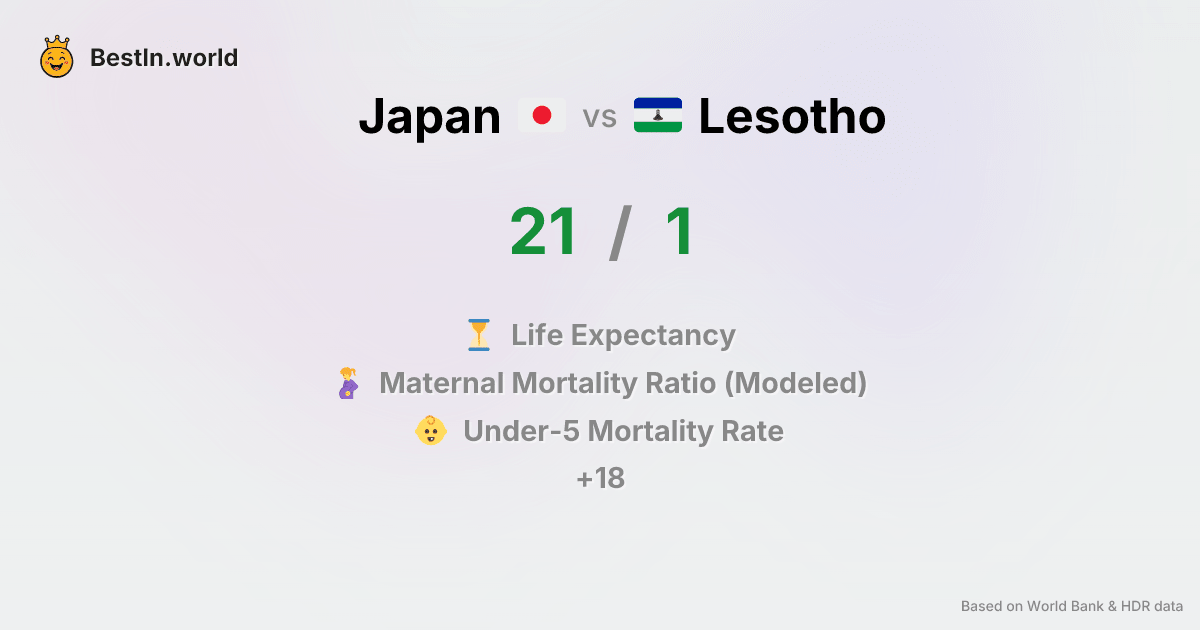 BestIn.world
Japan vs Lesotho
21 / 1
Life Expectancy
Maternal Mortality Ratio (Modeled)
Under-5 Mortality Rate
+18
Based on World Bank & HDR data